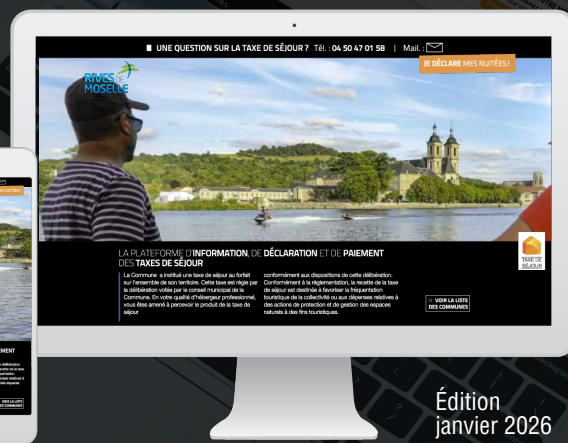 UNE QUESTION SUR LA TAXE DE SÉJOUR ? Tél. : 04 50 47 01 58 | Mail. :
JE DÉCLARE MES NUITÉES !
RIVES DE
MOSELLE
LA PLATEFORME D'INFORMATION, DE DÉCLARATION ET DE PAIEMENT
DES TAXES DE SÉJOUR
La Commune a institué une taxe de séjour au forfait
sur l'ensemble de son territoire. Cette taxe est régie par
la délibération votée par le conseil municipal de la
Commune. En votre qualité d'hébergeur professionnel,
vous êtes amené à percevoir le produit de la taxe de
séjour
conformément aux dispositions de cette délibération.
Conformément à la réglementation, la recette de la taxe
de séjour est destinée à favoriser la fréquentation
touristique de la collectivité ou aux dépenses relatives à
des actions de protection et de gestion des espaces
naturels à des fins touristiques.
TAXE DE
SÉJOUR
VOIR LA LISTE
DES COMMUNES
VOIR LA LISTE
DES COMMUNES
Édition
janvier 2026